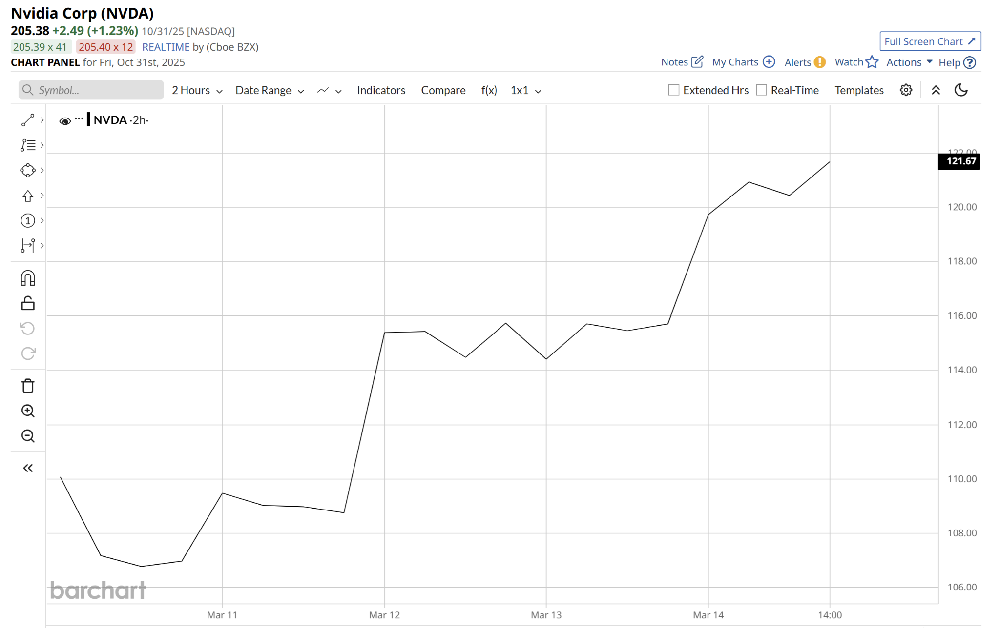 Nvidia Corp (NVDA)
205.38 +2.49 (+1.23%) 10/31/25 [NASDAQ]
205.39 x 41 205.40 x 12 REALTIME by (Cboe BZX)
Full Screen Chart
CHART PANEL for Fri, Oct 31st, 2025
Notes My Charts Alerts Watch Actions Help
Symbol... 2 Hours Date Range Indicators Compare f(x) 1x1 Extended Hrs Real-Time Templates
NVDA ·2h·
122.00
121.67
120.00
118.00
116.00
114.00
112.00
110.00
108.00
106.00
1
barchart
Mar 11 Mar 12 Mar 13 Mar 14 14:00